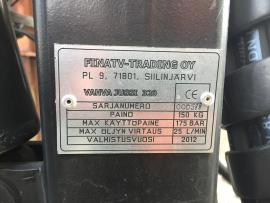 FINATV-TRADING OY
PL 9, 71801, SIILINJÄRVI
VAHVA JUSSI 320
CE
SARJANUMERO
PAINO 150 KG
MAX KÄYTTÖPAINE 175 BAR
MAX ÖLJYN VIRTAUS 25 L/MIN
VALMISTUSVUOSI 2012